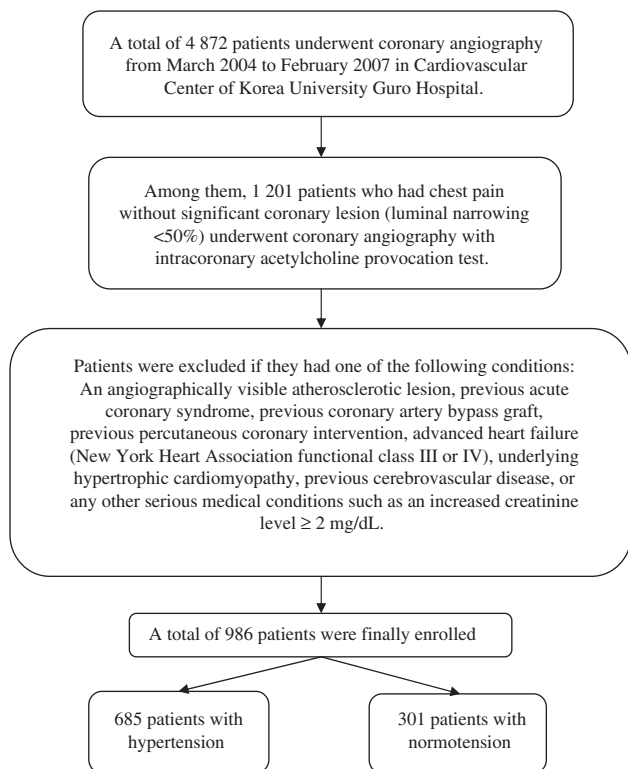 A total of 4 872 patients underwent coronary angiography
from March 2004 to February 2007 in Cardiovascular
Center of Korea University Guro Hospital.
Among them, 1 201 patients who had chest pain
without significant coronary lesion (luminal narrowing
<50%) underwent coronary angiography with
intracoronary acetylcholine provocation test.
Patients were excluded if they had one of the following conditions:
An angiographically visible atherosclerotic lesion, previous acute
coronary syndrome, previous coronary artery bypass graft,
previous percutaneous coronary intervention, advanced heart failure
(New York Heart Association functional class III or IV), underlying
hypertrophic cardiomyopathy, previous cerebrovascular disease, or
any other serious medical conditions such as an increased creatinine
level ≥ 2 mg/dL.
A total of 986 patients were finally enrolled
685 patients with
hypertension
301 patients with
normotension